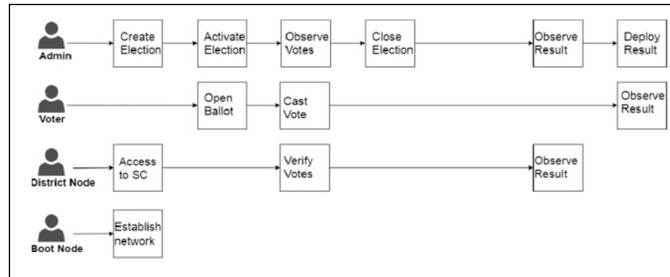 Admin
Create
Election
Activate
Election
Observe
Votes
Close
Election
Observe
Result
Deploy
Result
Voter
Open
Ballot
Cast
Vote
Observe
Result
District Node
Access
to SC
Verify
Votes
Observe
Result
Boot Node
Establish
network